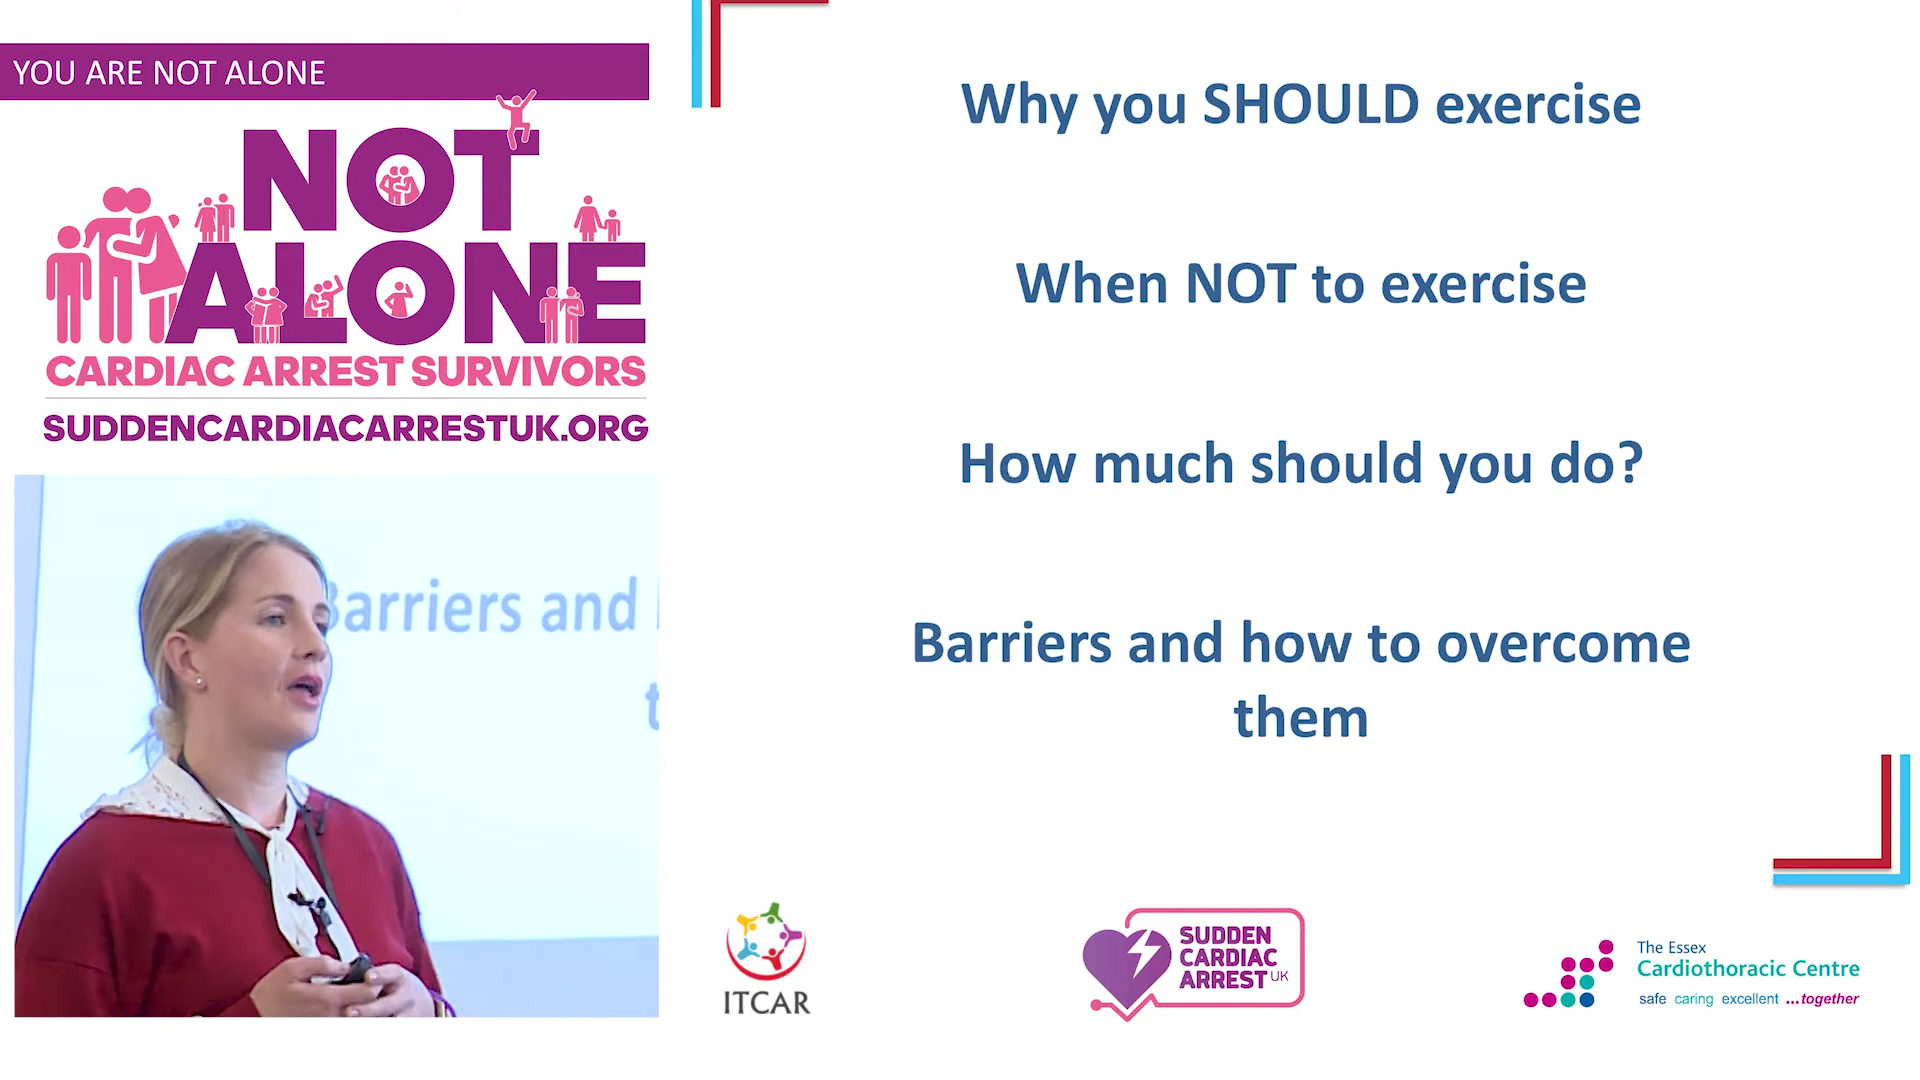 YOU ARE NOT ALONE
NOT
ALONE
CARDIAC ARREST SURVIVORS
SUDDENCARDIACARRESTUK.ORG
Barriers and
t
Why you SHOULD exercise
When NOT to exercise
How much should you do?
Barriers and how to overcome
them
ITCAR
SUDDEN
CARDIAC
ARREST UK
The Essex
Cardiothoracic Centre
safe caring excellent ...together